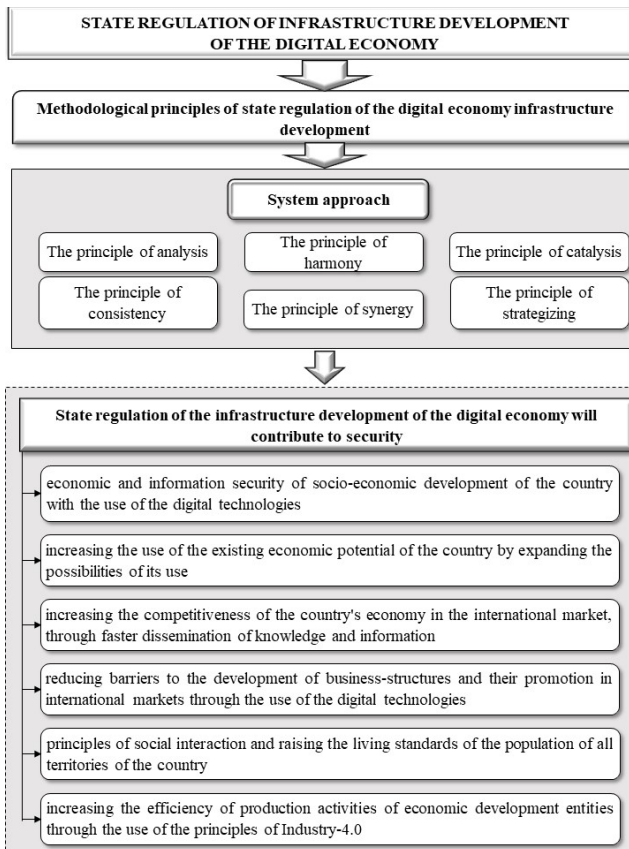 STATE REGULATION OF INFRASTRUCTURE DEVELOPMENT
OF THE DIGITAL ECONOMY
Methodological principles of state regulation of the digital economy infrastructure
development
System approach
The principle of analysis
The principle of
harmony
The principle of catalysis
The principle of
consistency
The principle of synergy
The principle of
strategizing
State regulation of the infrastructure development of the digital economy will
contribute to security
economic and information security of socio-economic development of the country
with the use of the digital technologies
increasing the use of the existing economic potential of the country by expanding the
possibilities of its use
increasing the competitiveness of the country's economy in the international market,
through faster dissemination of knowledge and information
reducing barriers to the development of business-structures and their promotion in
international markets through the use of the digital technologies
principles of social interaction and raising the living standards of the population of all
territories of the country
increasing the efficiency of production activities of economic development entities
through the use of the principles of Industry-4.0